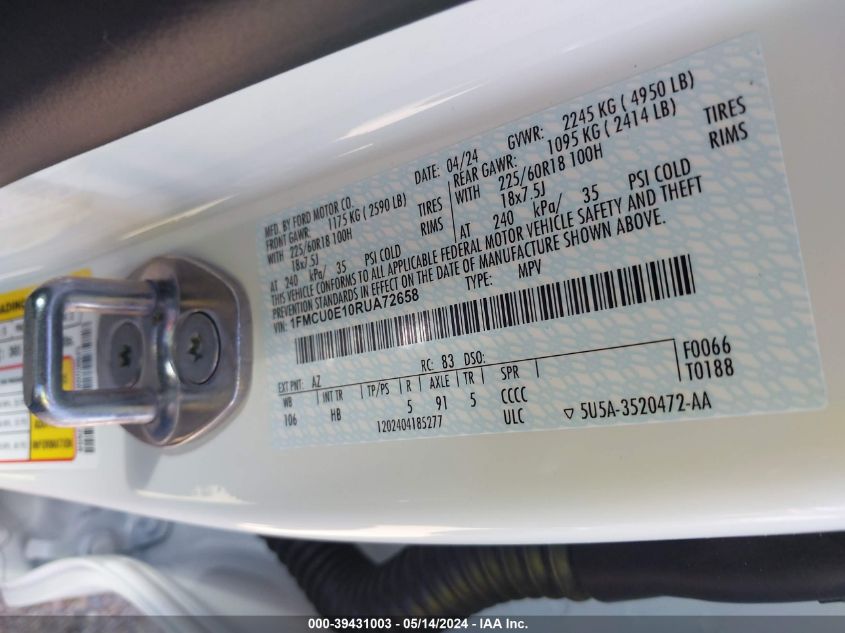 MFD. BY FORD MOTOR CO.
DATE: 04/24 GVWR: 2245 KG ( 4950 LB)
FRONT GAWR: 1175 KG ( 2590 LB)
REAR GAWR: 1095 KG ( 2414 LB)
WITH 225/60R18 100H TIRES
WITH 225/60R18 100H TIRES
18x7.5J RIMS
18x7.5J RIMS
AT 240 kPa/ 35 PSI COLD
AT 240 kPa/ 35 PSI COLD
THIS VEHICLE CONFORMS TO ALL APPLICABLE FEDERAL MOTOR VEHICLE SAFETY AND THEFT
PREVENTION STANDARDS IN EFFECT ON THE DATE OF MANUFACTURE SHOWN ABOVE.
VIN: 1FMCU0E10RUA72658 TYPE: MPV
EXT PNT: AZ RC: 83 DSO: F0066
WB INT TR TP/PS R AXLE TR SPR T0188
106 HB 5 91 5 CCCC
1202404185277 ULC ▽ 5U5A-3520472-AA
INFORMATION
000-39431003 - 05/14/2024 - IAA Inc.